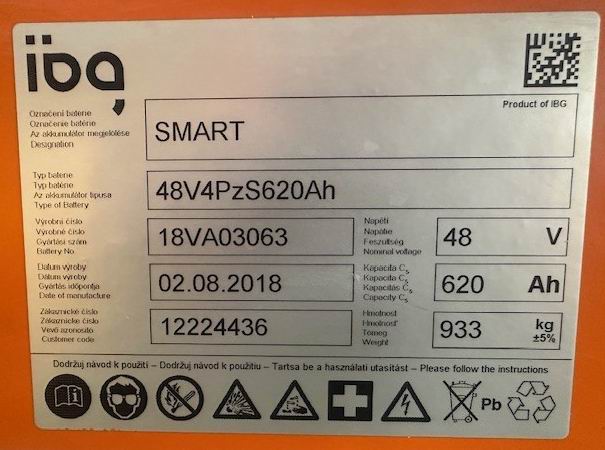 ibg
Product of IBG
Označení baterie
Označenie batérie
Az akkumulátor megjelölése
Designation
SMART
Typ baterie
Typ batérie
Az akkumulátor típusa
Type of Battery
48V4PzS620Ah
Výrobní číslo
Výrobné číslo
Gyártási szám
Battery No.
18VA03063
Napětí
Napätie
Feszültség
Nominal voltage
48 V
Datum výroby
Dátum výroby
Gyártás időpontja
Date of manufacture
02.08.2018
Kapacita C5
Kapacita C5
Kapacitás C5
Capacity C5
620 Ah
Zákaznické číslo
Zákaznícke číslo
Vevő azonosító
Customer code
12224436
Hmotnost
Hmotnosť
Tömeg
Weight
933 kg
±5%
Dodržuj návod k použití – Dodržuj návod k použitiu – Tartsa be a használati utasítást – Please follow the instructions
Pb